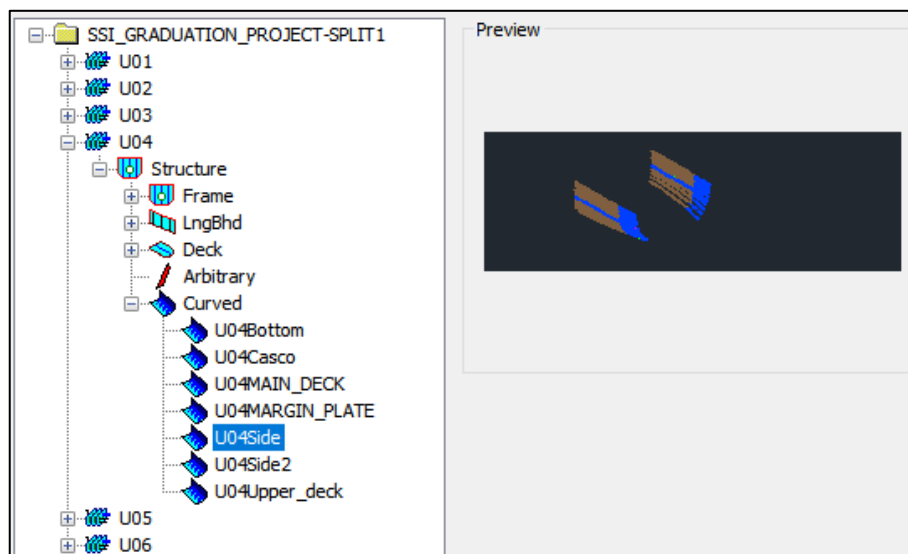 SSI_GRADUATION_PROJECT-SPLIT1
U01
U02
U03
U04
Structure
Frame
LngBhd
Deck
Arbitrary
Curved
U04Bottom
U04Casco
U04MAIN_DECK
U04MARGIN_PLATE
U04Side
U04Side2
U04Upper_deck
U05
U06
Preview